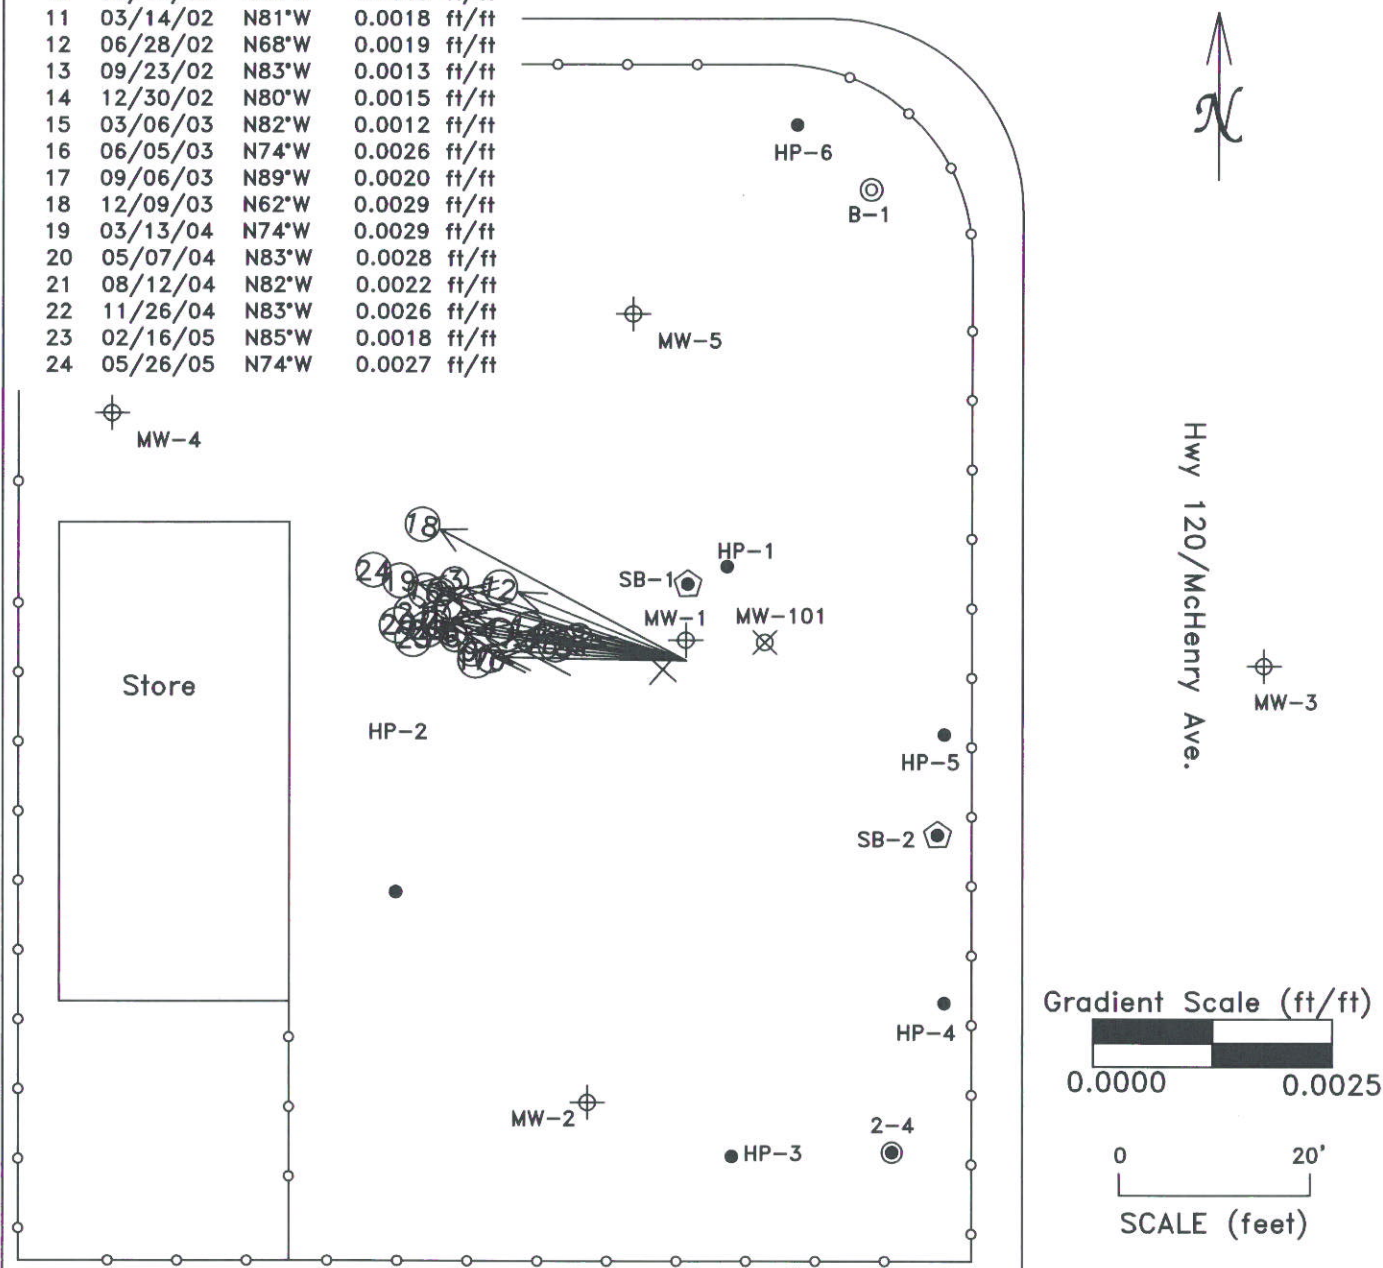 11 03/14/02 N81°W 0.0018 ft/ft
12 06/28/02 N68°W 0.0019 ft/ft
13 09/23/02 N83°W 0.0013 ft/ft
14 12/30/02 N80°W 0.0015 ft/ft
15 03/06/03 N82°W 0.0012 ft/ft
16 06/05/03 N74°W 0.0026 ft/ft
17 09/06/03 N89°W 0.0020 ft/ft
18 12/09/03 N62°W 0.0029 ft/ft
19 03/13/04 N74°W 0.0029 ft/ft
20 05/07/04 N83°W 0.0028 ft/ft
21 08/12/04 N82°W 0.0022 ft/ft
22 11/26/04 N83°W 0.0026 ft/ft
23 02/16/05 N85°W 0.0018 ft/ft
24 05/26/05 N74°W 0.0027 ft/ft
N
HP-6
B-1
MW-5
MW-4
18
24
19
3
12
HP-1
SB-1
MW-1
MW-101
Store
Hwy 120/McHenry Ave.
MW-3
HP-2
HP-5
SB-2
HP-4
Gradient Scale (ft/ft)
0.0000 0.0025
MW-2
HP-3
2-4
0 20'
SCALE (feet)